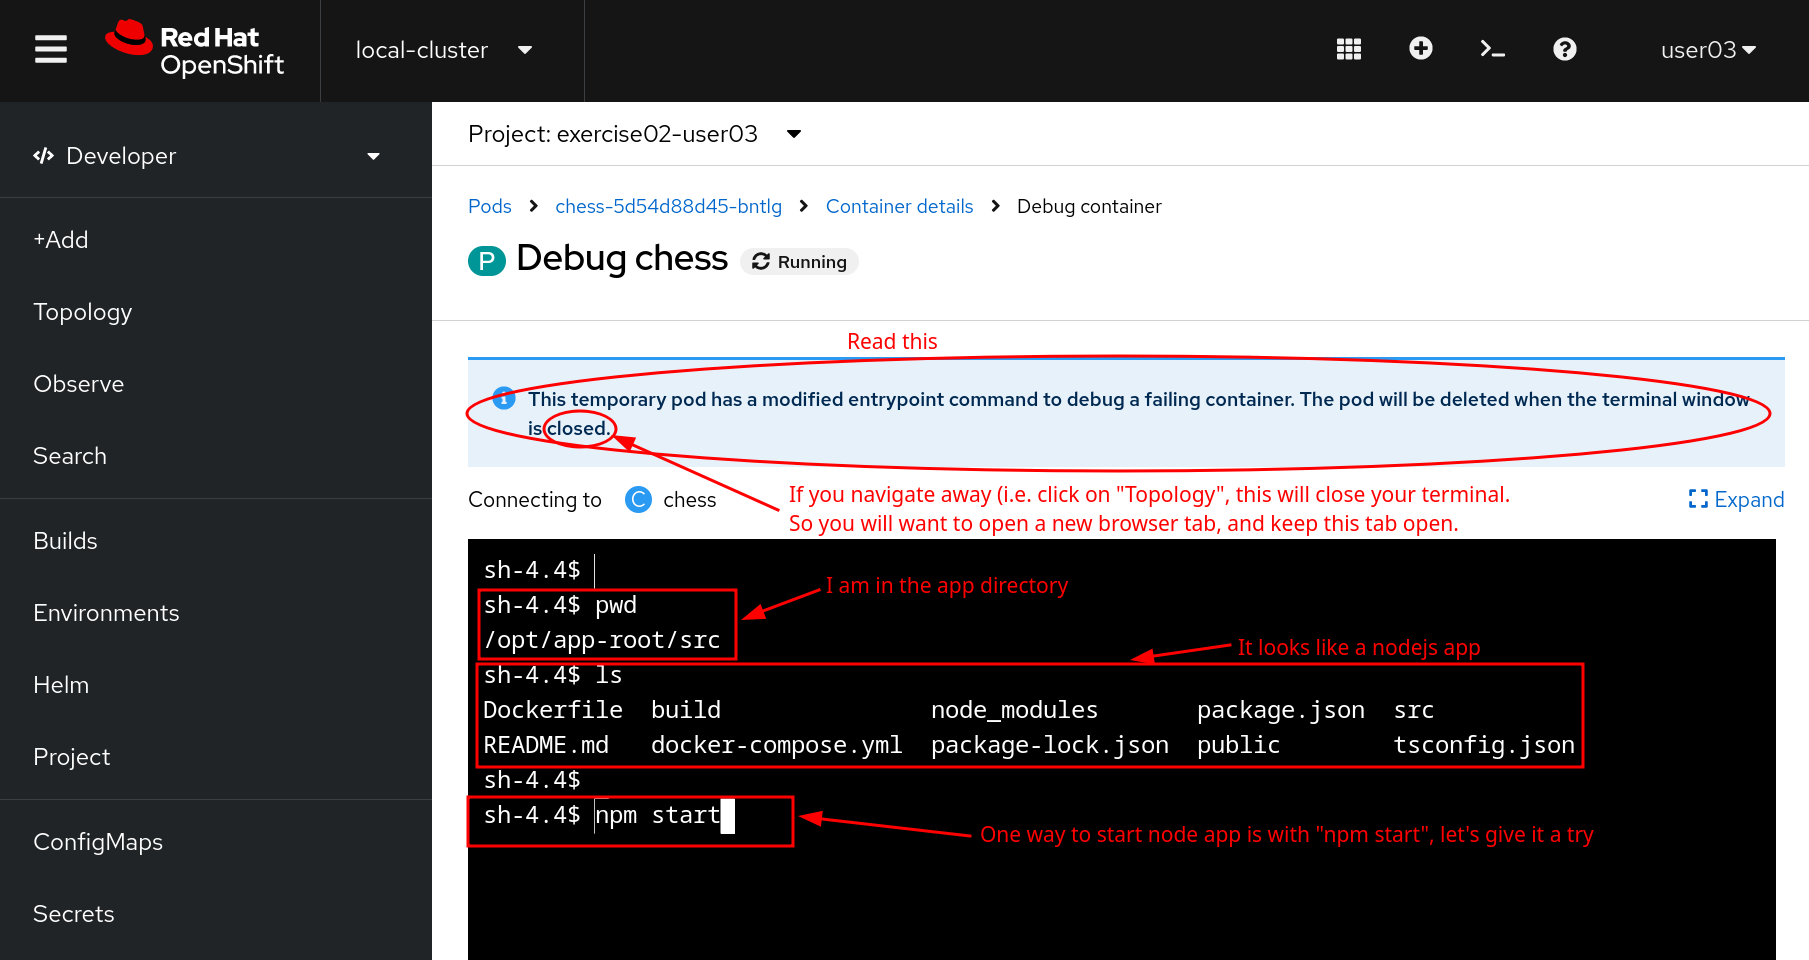 Red Hat
OpenShift
local-cluster
user03
Developer
+Add
Topology
Observe
Search
Builds
Environments
Helm
Project
ConfigMaps
Secrets
Project: exercise02-user03
Pods > chess-5d54d88d45-bntlg > Container details > Debug container
P Debug chess Running
Read this
This temporary pod has a modified entrypoint command to debug a failing container. The pod will be deleted when the terminal window
is closed.
If you navigate away (i.e. click on "Topology", this will close your terminal.
So you will want to open a new browser tab, and keep this tab open.
Connecting to C chess
Expand
sh-4.4$
sh-4.4$ pwd
I am in the app directory
/opt/app-root/src
It looks like a nodejs app
sh-4.4$ ls
Dockerfile build node_modules package.json src
README.md docker-compose.yml package-lock.json public tsconfig.json
sh-4.4$
sh-4.4$ npm start
One way to start node app is with "npm start", let's give it a try